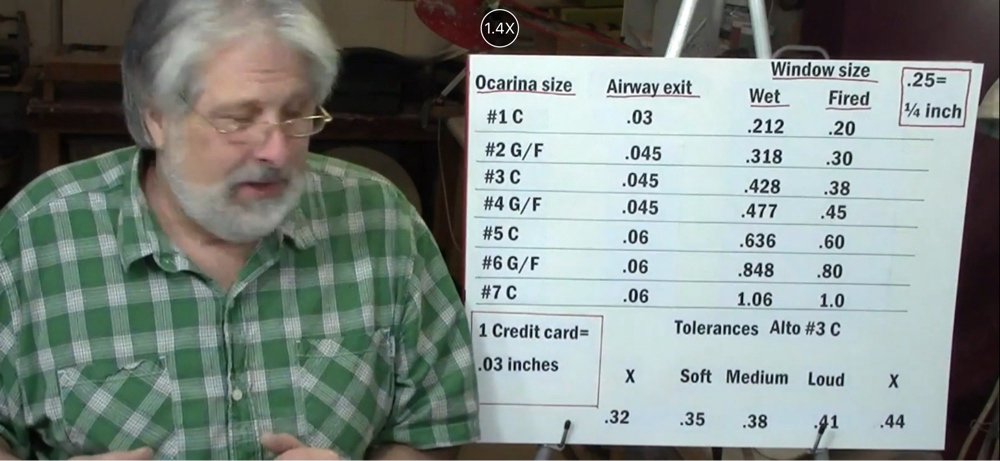 1.4X
Window size
Ocarina size Airway exit Wet Fired
.25=
¼ inch
#1 C .03 .212 .20
#2 G/F .045 .318 .30
#3 C .045 .428 .38
#4 G/F .045 .477 .45
#5 C .06 .636 .60
#6 G/F .06 .848 .80
#7 C .06 1.06 1.0
1 Credit card=
.03 inches
Tolerances Alto #3 C
X Soft Medium Loud X
.32 .35 .38 .41 .44